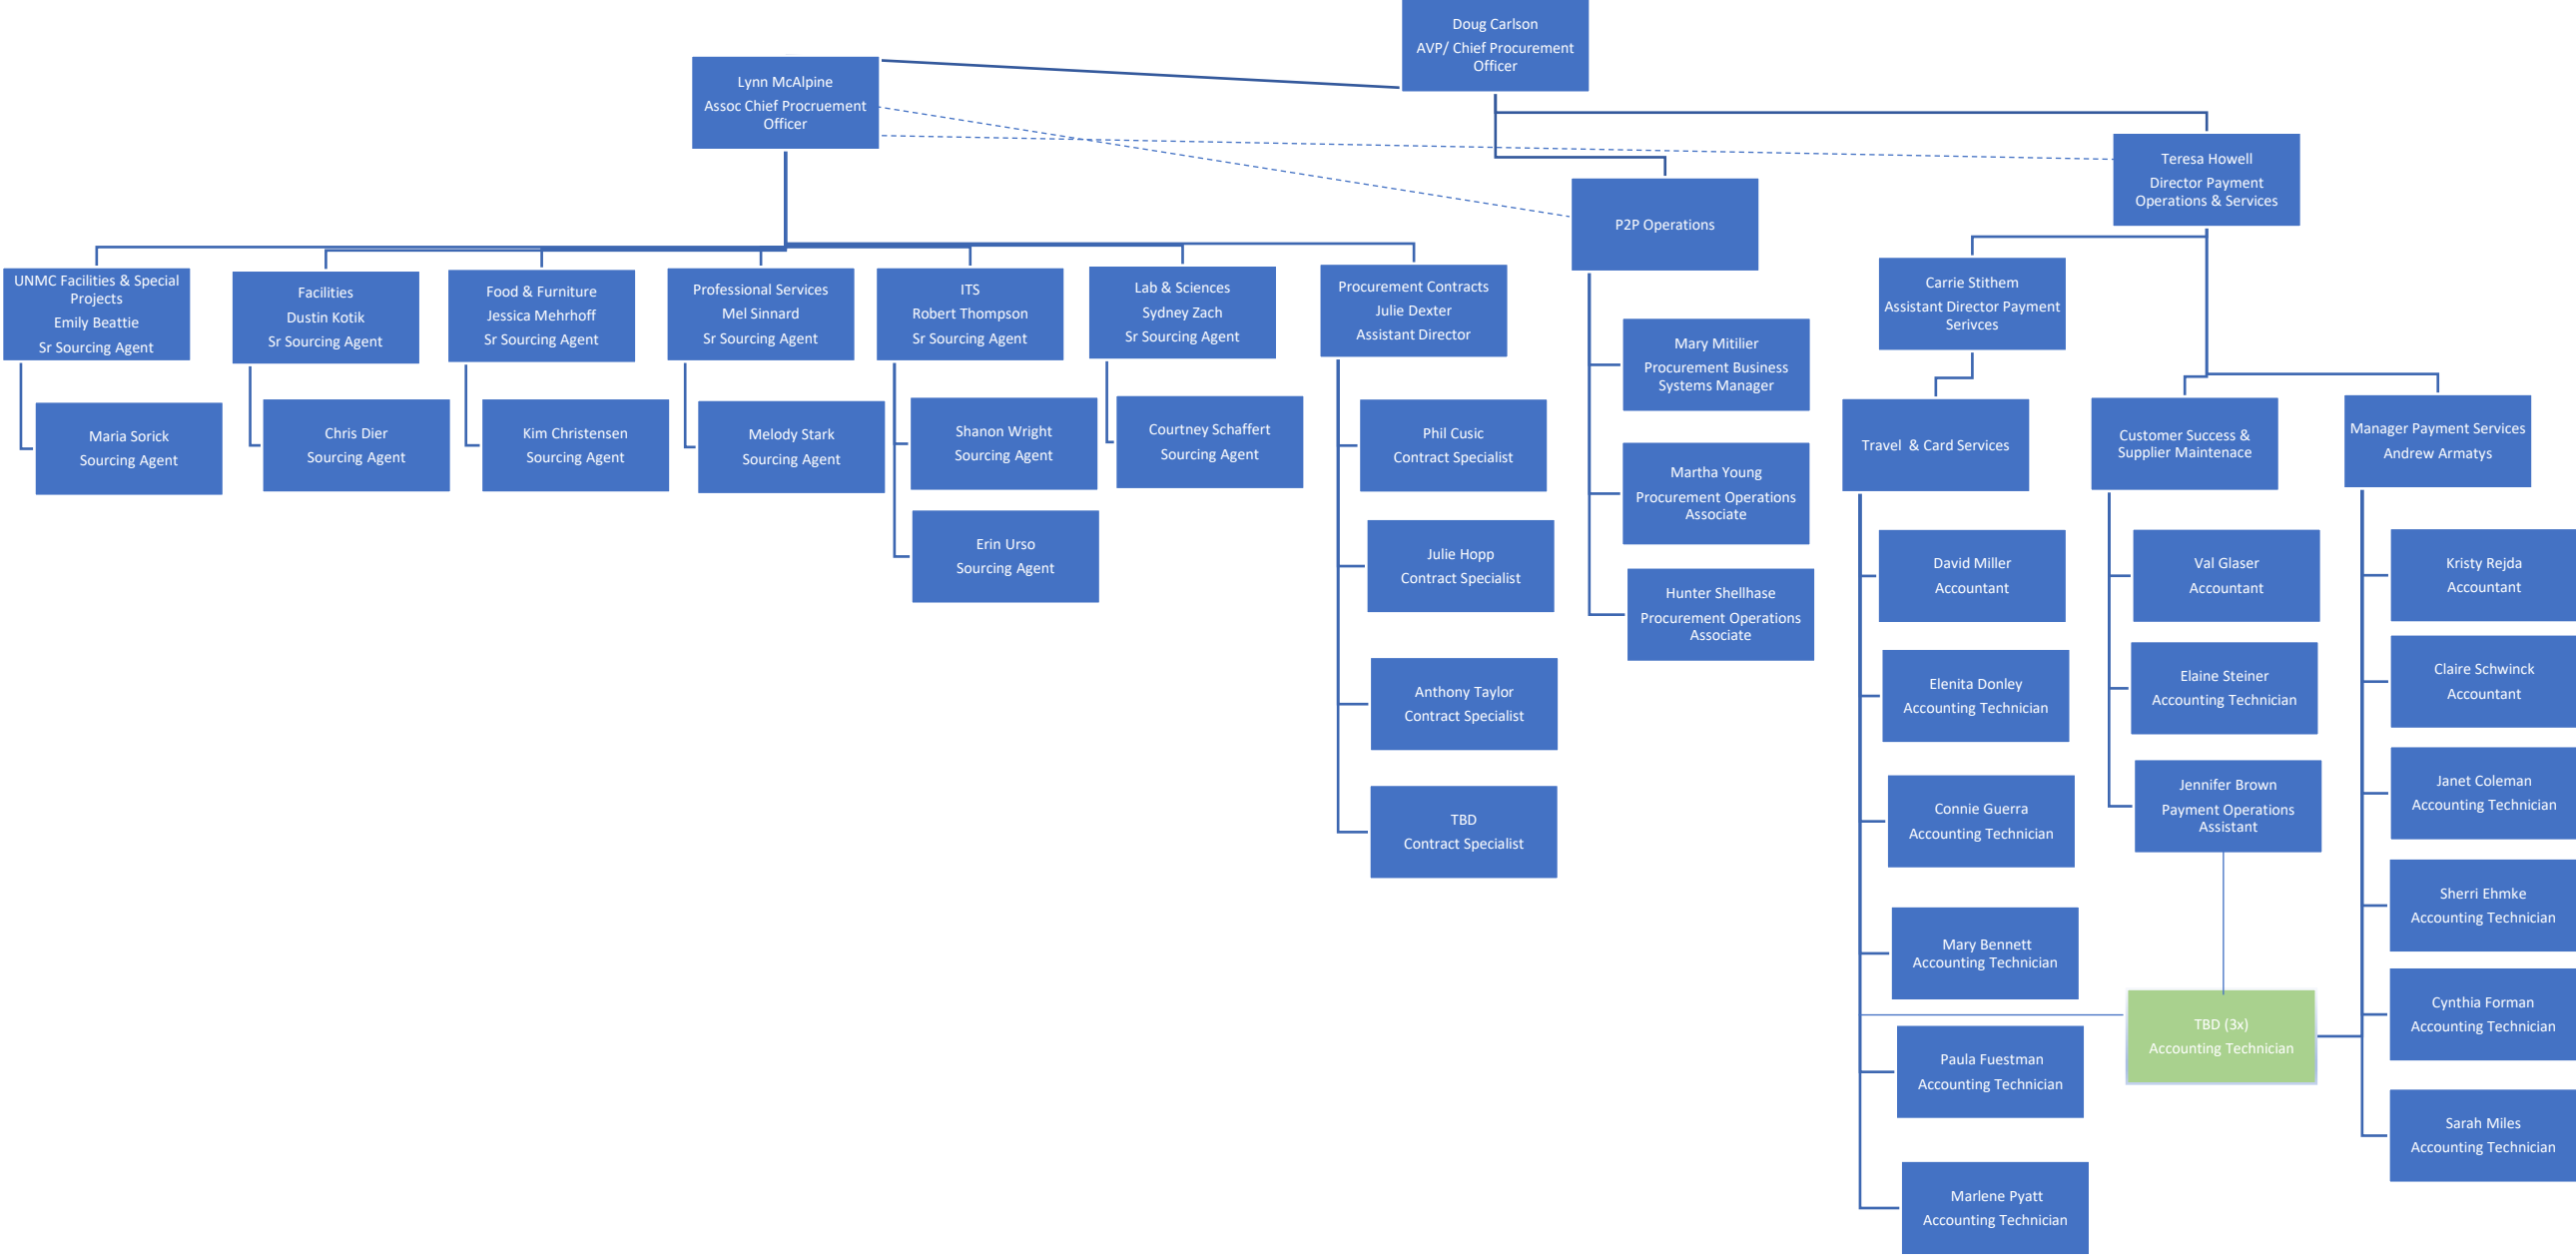 Doug Carlson
AVP/ Chief Procurement
Officer
Lynn McAlpine
Assoc Chief Procruement
Officer
Teresa Howell
Director Payment
Operations & Services
P2P Operations
UNMC Facilities & Special
Projects
Emily Beattie
Sr Sourcing Agent
Facilities
Dustin Kotik
Sr Sourcing Agent
Food & Furniture
Jessica Mehrhoff
Sr Sourcing Agent
Professional Services
Mel Sinnard
Sr Sourcing Agent
ITS
Robert Thompson
Sr Sourcing Agent
Lab & Sciences
Sydney Zach
Sr Sourcing Agent
Procurement Contracts
Julie Dexter
Assistant Director
Carrie Stithem
Assistant Director Payment
Serivces
Maria Sorick
Sourcing Agent
Chris Dier
Sourcing Agent
Kim Christensen
Sourcing Agent
Melody Stark
Sourcing Agent
Shanon Wright
Sourcing Agent
Erin Urso
Sourcing Agent
Courtney Schaffert
Sourcing Agent
Phil Cusic
Contract Specialist
Julie Hopp
Contract Specialist
Anthony Taylor
Contract Specialist
TBD
Contract Specialist
Mary Mitilier
Procurement Business
Systems Manager
Martha Young
Procurement Operations
Associate
Hunter Shellhase
Procurement Operations
Associate
Travel & Card Services
David Miller
Accountant
Elenita Donley
Accounting Technician
Connie Guerra
Accounting Technician
Mary Bennett
Accounting Technician
Paula Fuestman
Accounting Technician
Marlene Pyatt
Accounting Technician
Customer Success &
Supplier Maintenace
Val Glaser
Accountant
Elaine Steiner
Accounting Technician
Jennifer Brown
Payment Operations
Assistant
TBD (3x)
Accounting Technician
Manager Payment Services
Andrew Armatys
Kristy Rejda
Accountant
Claire Schwinck
Accountant
Janet Coleman
Accounting Technician
Sherri Ehmke
Accounting Technician
Cynthia Forman
Accounting Technician
Sarah Miles
Accounting Technician